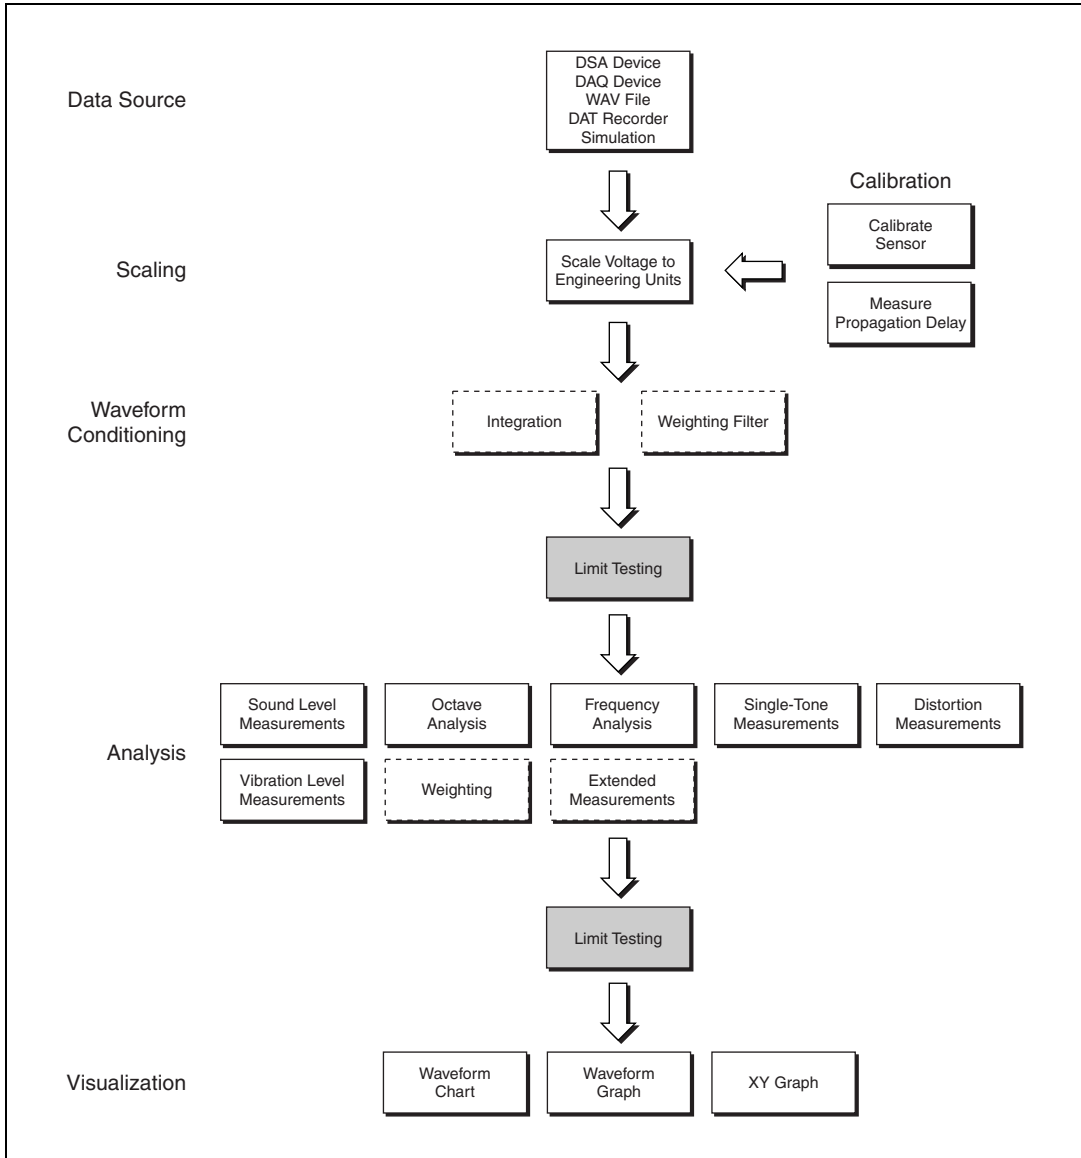 Data Source
DSA Device
DAQ Device
WAV File
DAT Recorder
Simulation
Calibration
Calibrate
Sensor
Scaling
Scale Voltage to
Engineering Units
Measure
Propagation Delay
Waveform
Conditioning
Integration
Weighting Filter
Limit Testing
Analysis
Sound Level
Measurements
Octave
Analysis
Frequency
Analysis
Single-Tone
Measurements
Distortion
Measurements
Vibration Level
Measurements
Weighting
Extended
Measurements
Limit Testing
Visualization
Waveform
Chart
Waveform
Graph
XY Graph